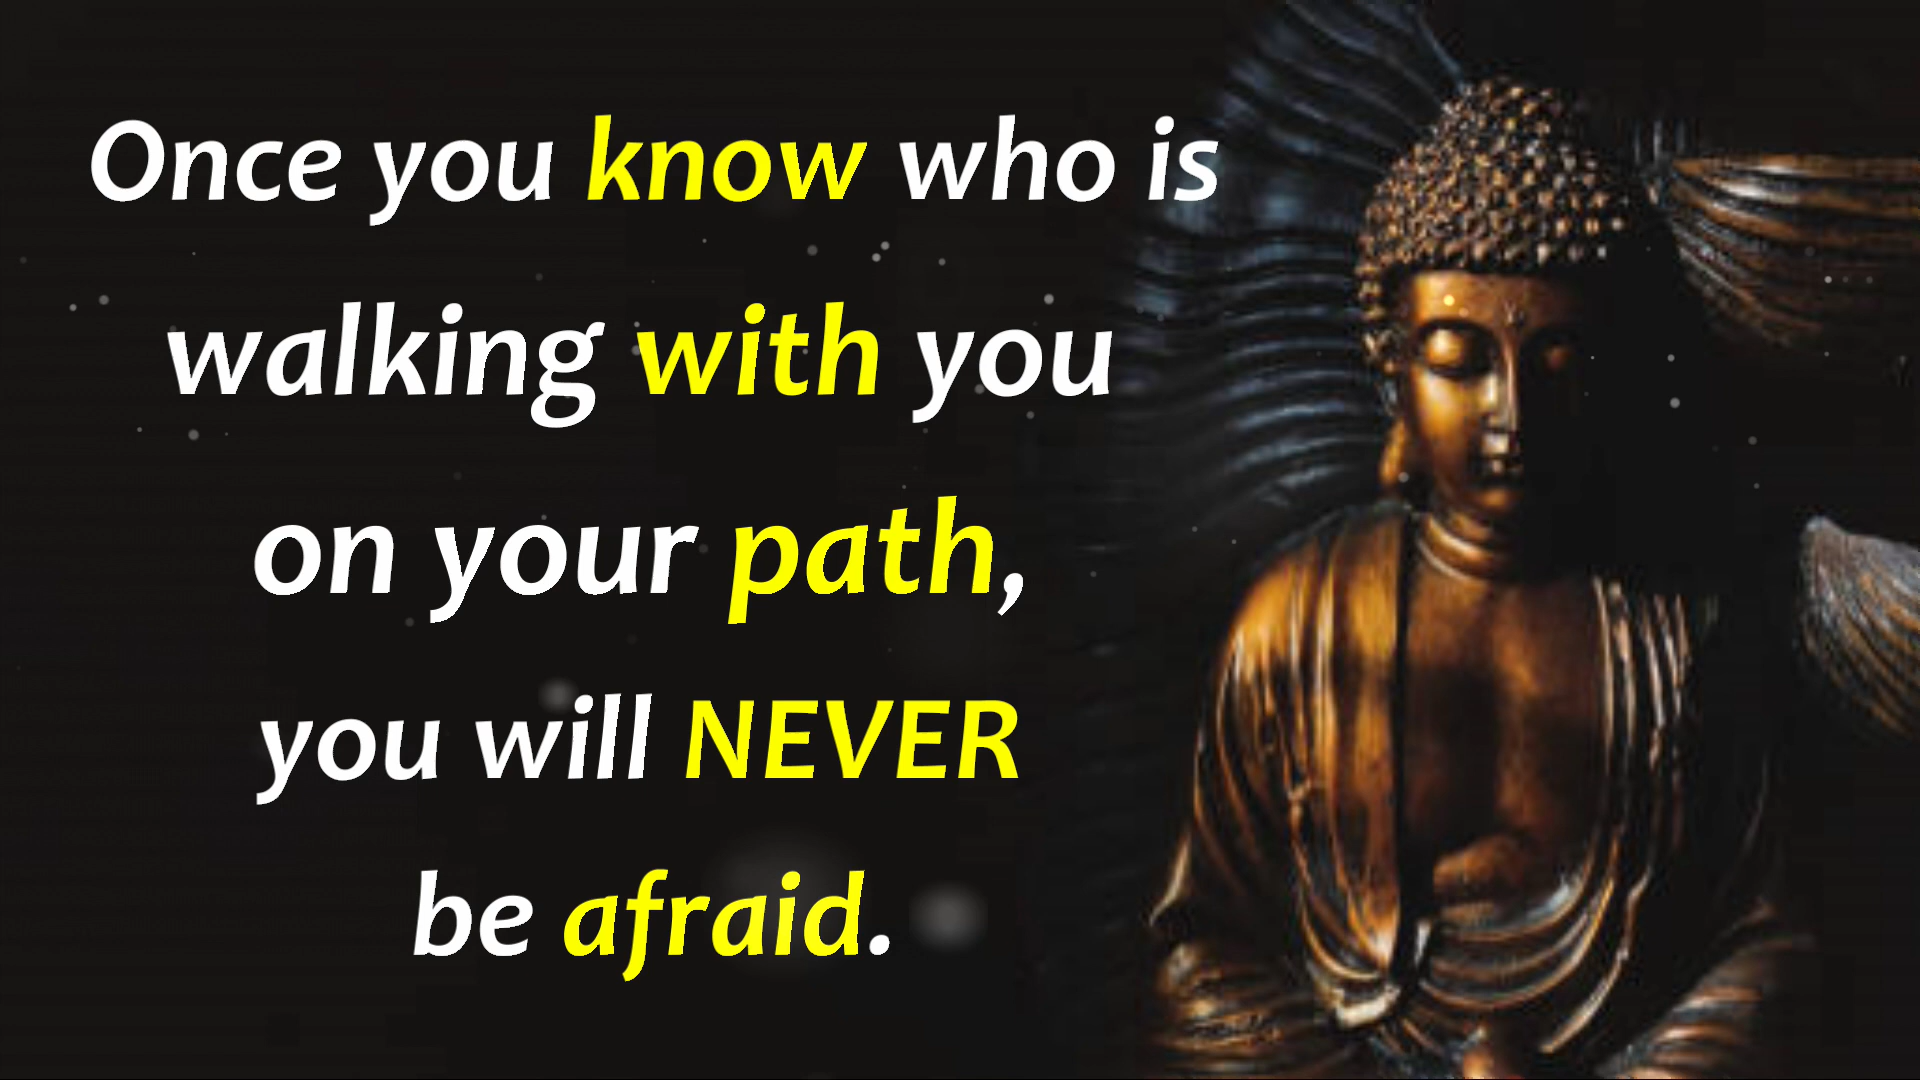 Once you know who is
walking with you
on your path,
you will NEVER
be afraid.